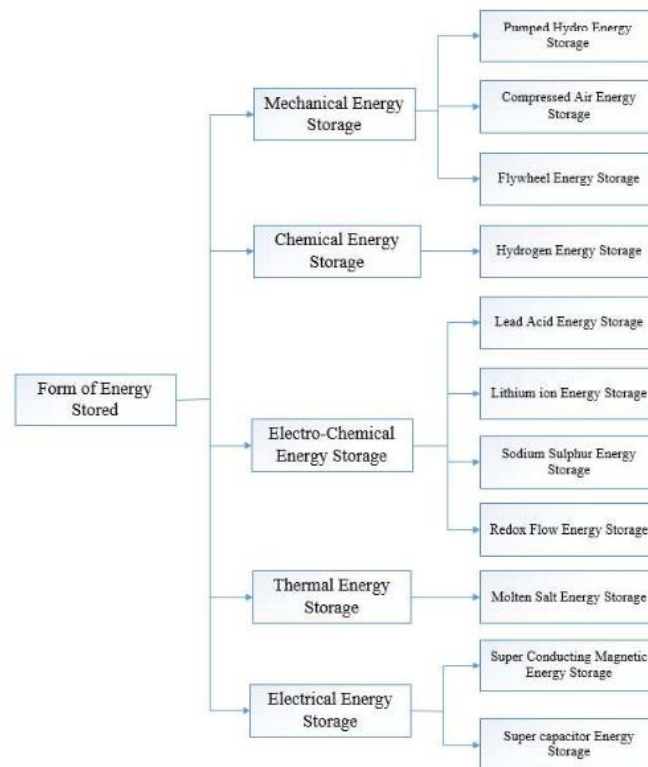 Pumped Hydro Energy
Storage
Mechanical Energy
Storage
Compressed Air Energy
Storage
Flywheel Energy Storage
Chemical Energy
Storage
Hydrogen Energy Storage
Lead Acid Energy Storage
Form of Energy
Stored
Lithium ion Energy Storage
Electro-Chemical
Energy Storage
Sodium Sulphur Energy
Storage
Redox Flow Energy Storage
Thermal Energy
Storage
Molten Salt Energy Storage
Super Conducting Magnetic
Energy Storage
Electrical Energy
Storage
Super capacitor Energy
Storage